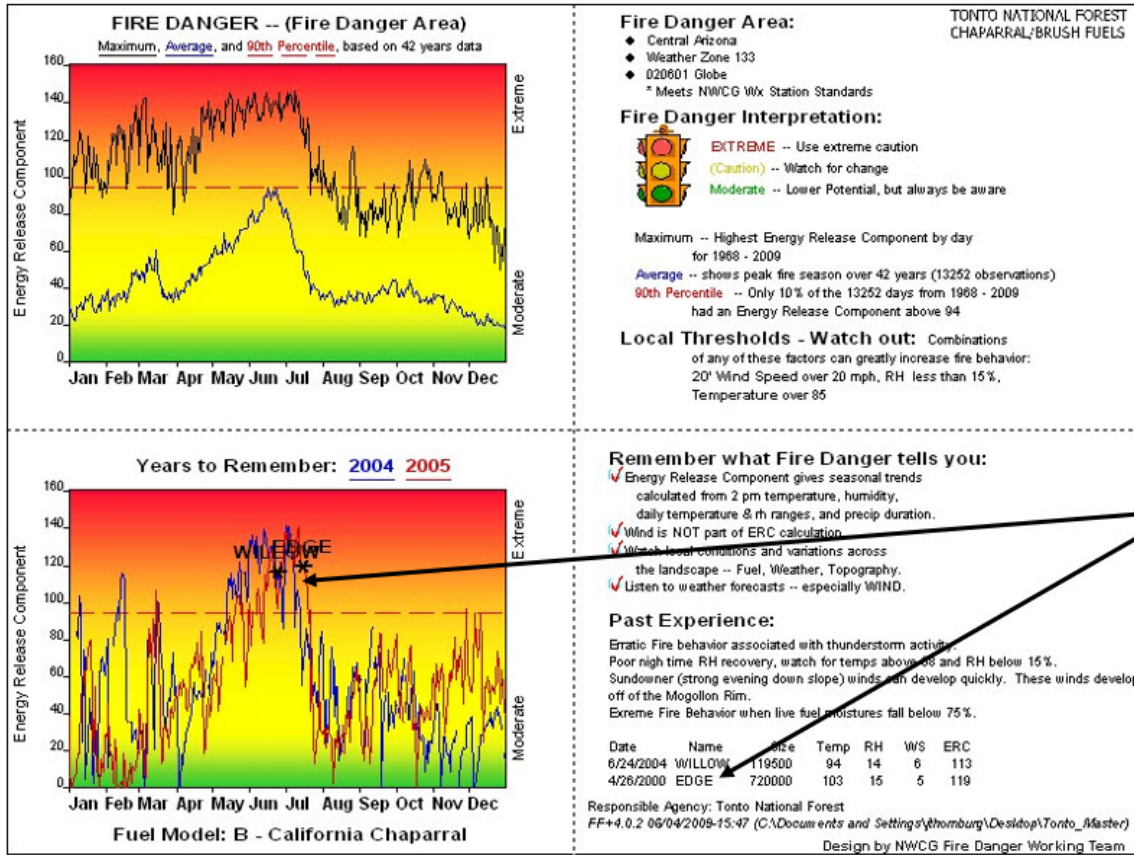 FIRE DANGER -- (Fire Danger Area)
Maximum, Average, and 90th Percentile, based on 42 years data
Energy Release Component
160
140
120
100
80
60
40
20
0
Extreme
Moderate
Jan Feb Mar Apr May Jun Jul Aug Sep Oct Nov Dec
TONTO NATIONAL FOREST
CHAPARRAL/BRUSH FUELS
Fire Danger Area:
Central Arizona
Weather Zone 133
020601 Globe
* Meets NWCG Wx Station Standards
Fire Danger Interpretation:
EXTREME -- Use extreme caution
(Caution) -- Watch for change
Moderate -- Lower Potential, but always be aware
Maximum -- Highest Energy Release Component by day
for 1968 - 2009
Average -- shows peak fire season over 42 years (13252 observations)
90th Percentile -- Only 10% of the 13252 days from 1968 - 2009
had an Energy Release Component above 94
Local Thresholds - Watch out: Combinations
of any of these factors can greatly increase fire behavior:
20' Wind Speed over 20 mph, RH less than 15%,
Temperature over 85
Years to Remember: 2004 2005
Energy Release Component
160
140
120
100
80
60
40
20
0
WILLOW
EDGE
Extreme
Moderate
Jan Feb Mar Apr May Jun Jul Aug Sep Oct Nov Dec
Fuel Model: B - California Chaparral
Remember what Fire Danger tells you:
Energy Release Component gives seasonal trends
calculated from 2 pm temperature, humidity,
daily temperature & rh ranges, and precip duration.
Wind is NOT part of ERC calculation.
Watch local conditions and variations across
the landscape -- Fuel, Weather, Topography.
Listen to weather forecasts -- especially WIND.
Past Experience:
Erratic Fire behavior associated with thunderstorm activity.
Poor nigh time RH recovery, watch for temps above and RH below 15%.
Sundowner (strong evening down slope) winds can develop quickly. These winds develop
off of the Mogollon Rim.
Exreme Fire Behavior when live fuel moistures fall below 75%.
Date Name Size Temp RH WS ERC
6/24/2004 WILLOW 119500 94 14 6 113
4/26/2000 EDGE 720000 103 15 5 119
Responsible Agency: Tonto National Forest
FF+4.0.2 06/04/2009-15:47 (C:\Documents and Settings\jthornburg\Desktop\Tonto_Master)
Design by NWCG Fire Danger Working Team